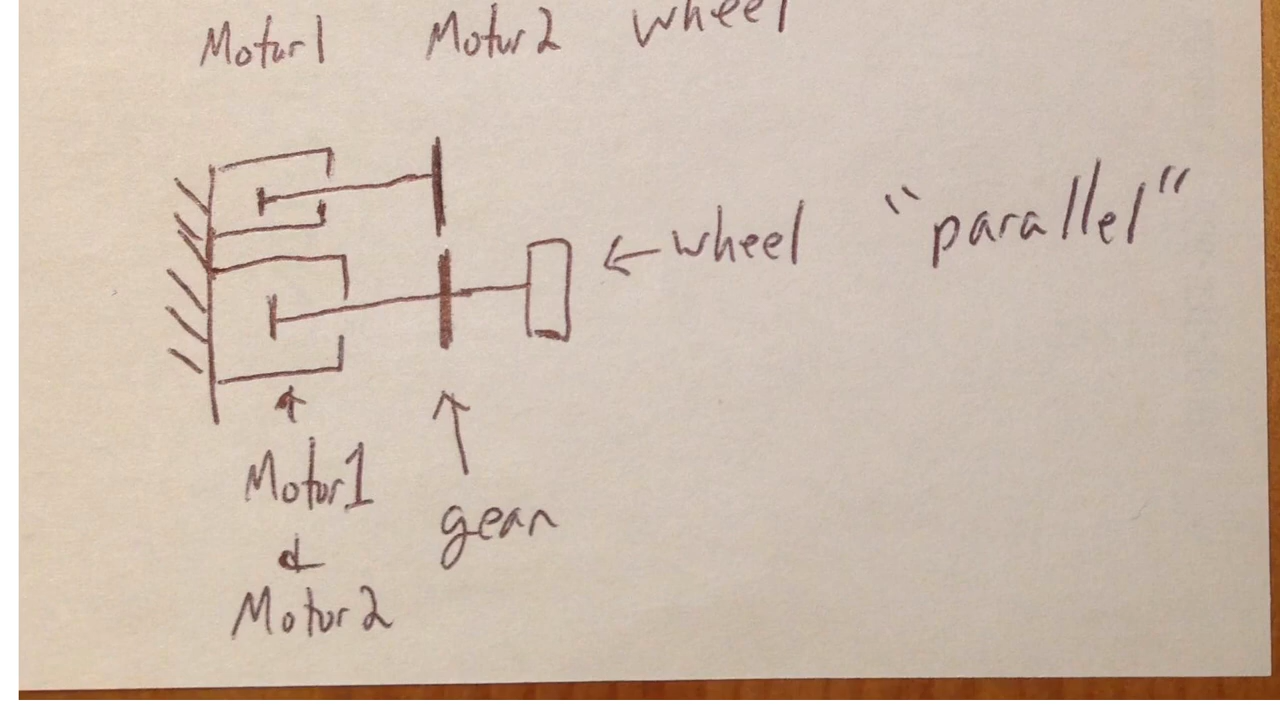 Motor1 Motor2 wheel
← wheel "parallel"
Motor1
&
Motor2
gear